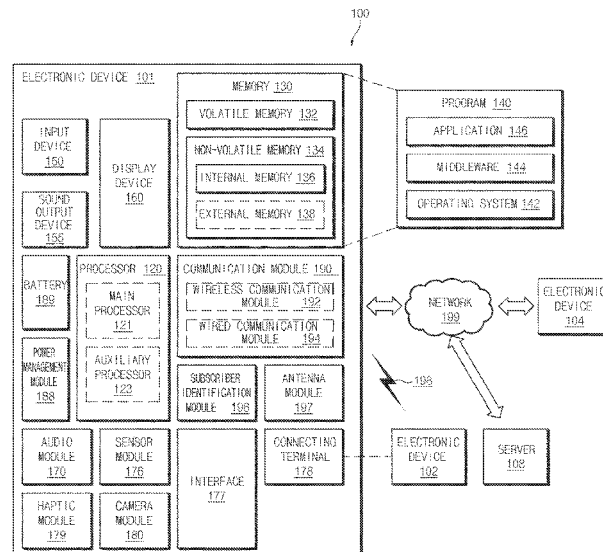 100
ELECTRONIC DEVICE 101
MEMORY 130
VOLATILE MEMORY 132
NON-VOLATILE MEMORY 134
INTERNAL MEMORY 136
EXTERNAL MEMORY 138
PROGRAM 140
APPLICATION 146
MIDDLEWARE 144
OPERATING SYSTEM 142
INPUT
DEVICE
150
DISPLAY
DEVICE
160
SOUND
OUTPUT
DEVICE
155
BATTERY
189
PROCESSOR 120
MAIN
PROCESSOR
121
AUXILIARY
PROCESSOR
123
COMMUNICATION MODULE 190
WIRELESS COMMUNICATION
MODULE 192
WIRED COMMUNICATION
MODULE 194
NETWORK
199
ELECTRONIC
DEVICE
104
POWER
MANAGEMENT
MODULE
188
SUBSCRIBER
IDENTIFICATION
MODULE 196
ANTENNA
MODULE
197
198
AUDIO
MODULE
170
SENSOR
MODULE
176
INTERFACE
177
CONNECTING
TERMINAL
178
ELECTRONIC
DEVICE
102
SERVER
108
HAPTIC
MODULE
179
CAMERA
MODULE
180